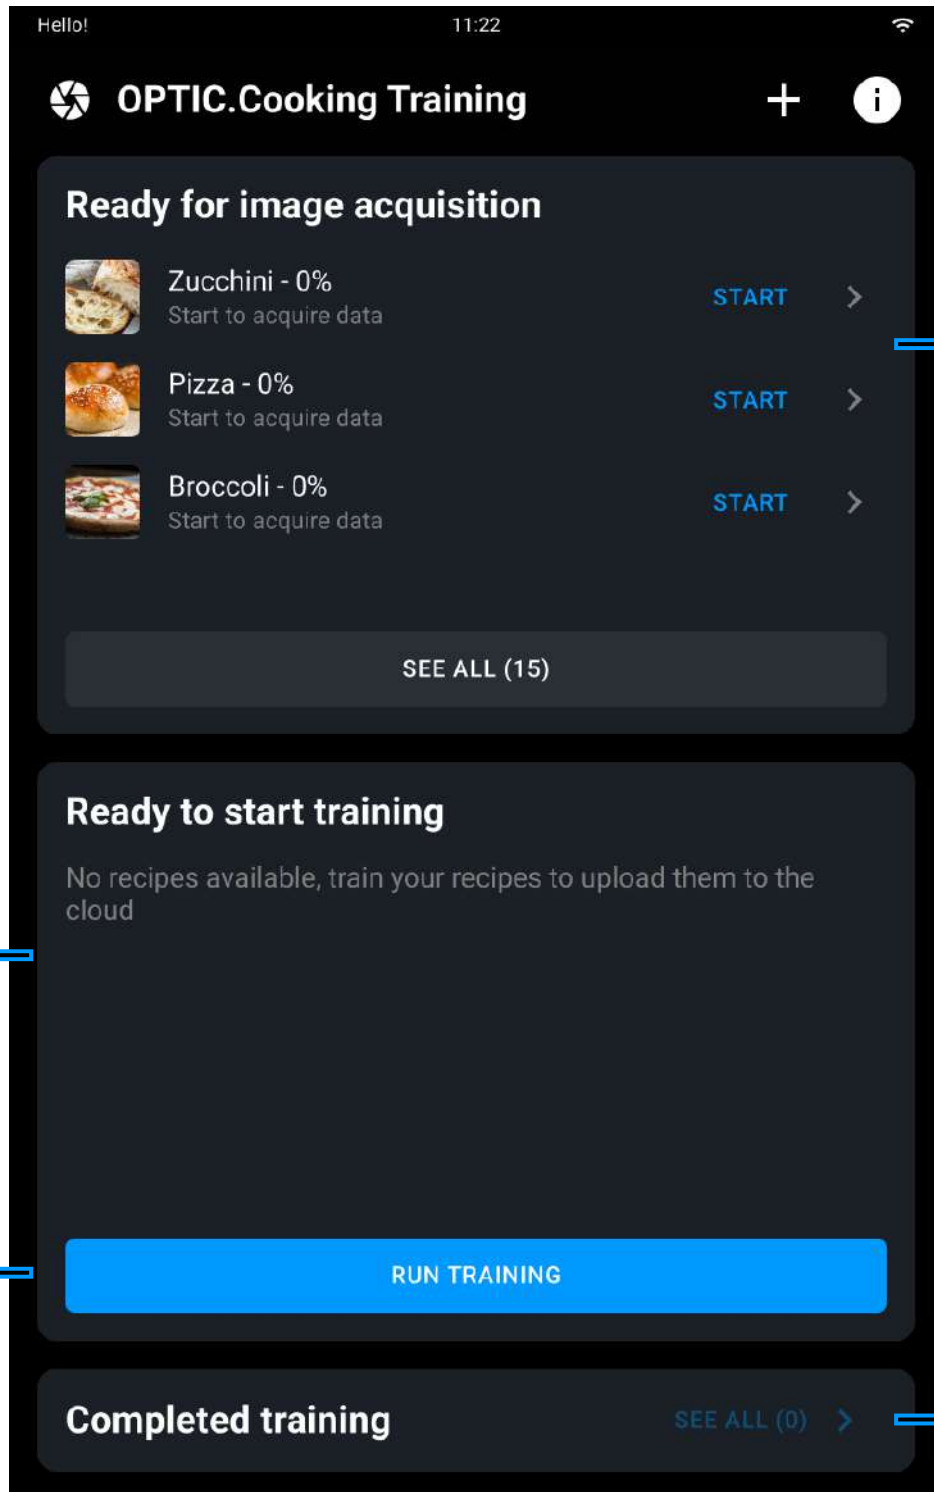 Hello!
11:22
OPTIC.Cooking Training
Ready for image acquisition
Zucchini - 0%
Start to acquire data
START
Pizza - 0%
Start to acquire data
START
Broccoli - 0%
Start to acquire data
START
SEE ALL (15)
Ready to start training
No recipes available, train your recipes to upload them to the
cloud
RUN TRAINING
Completed training
SEE ALL (0)